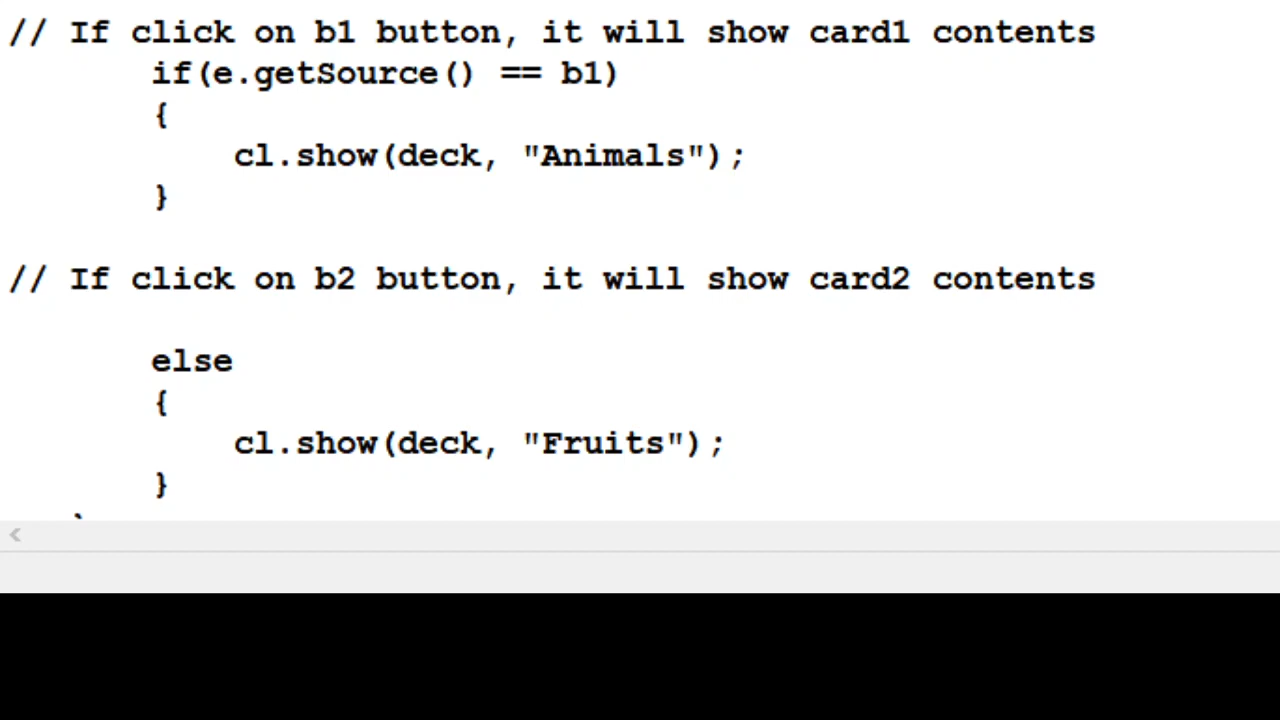 // If click on b1 button, it will show card1 contents
if(e.getSource() == b1)
{
cl.show(deck, "Animals");
}
// If click on b2 button, it will show card2 contents
else
{
cl.show(deck, "Fruits");
}